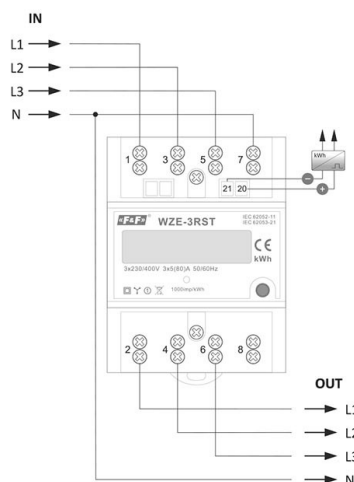 IN
L1
L2
L3
N
1 3 5 7
21 20
kWh
- +
F&F® WZE-3RST
IEC 62052-11
IEC 62053-21
CE
kWh
3x230/400V 3x5(80)A 50/60Hz
1000imp/kWh
2 4 6 8
OUT
L1
L2
L3
N